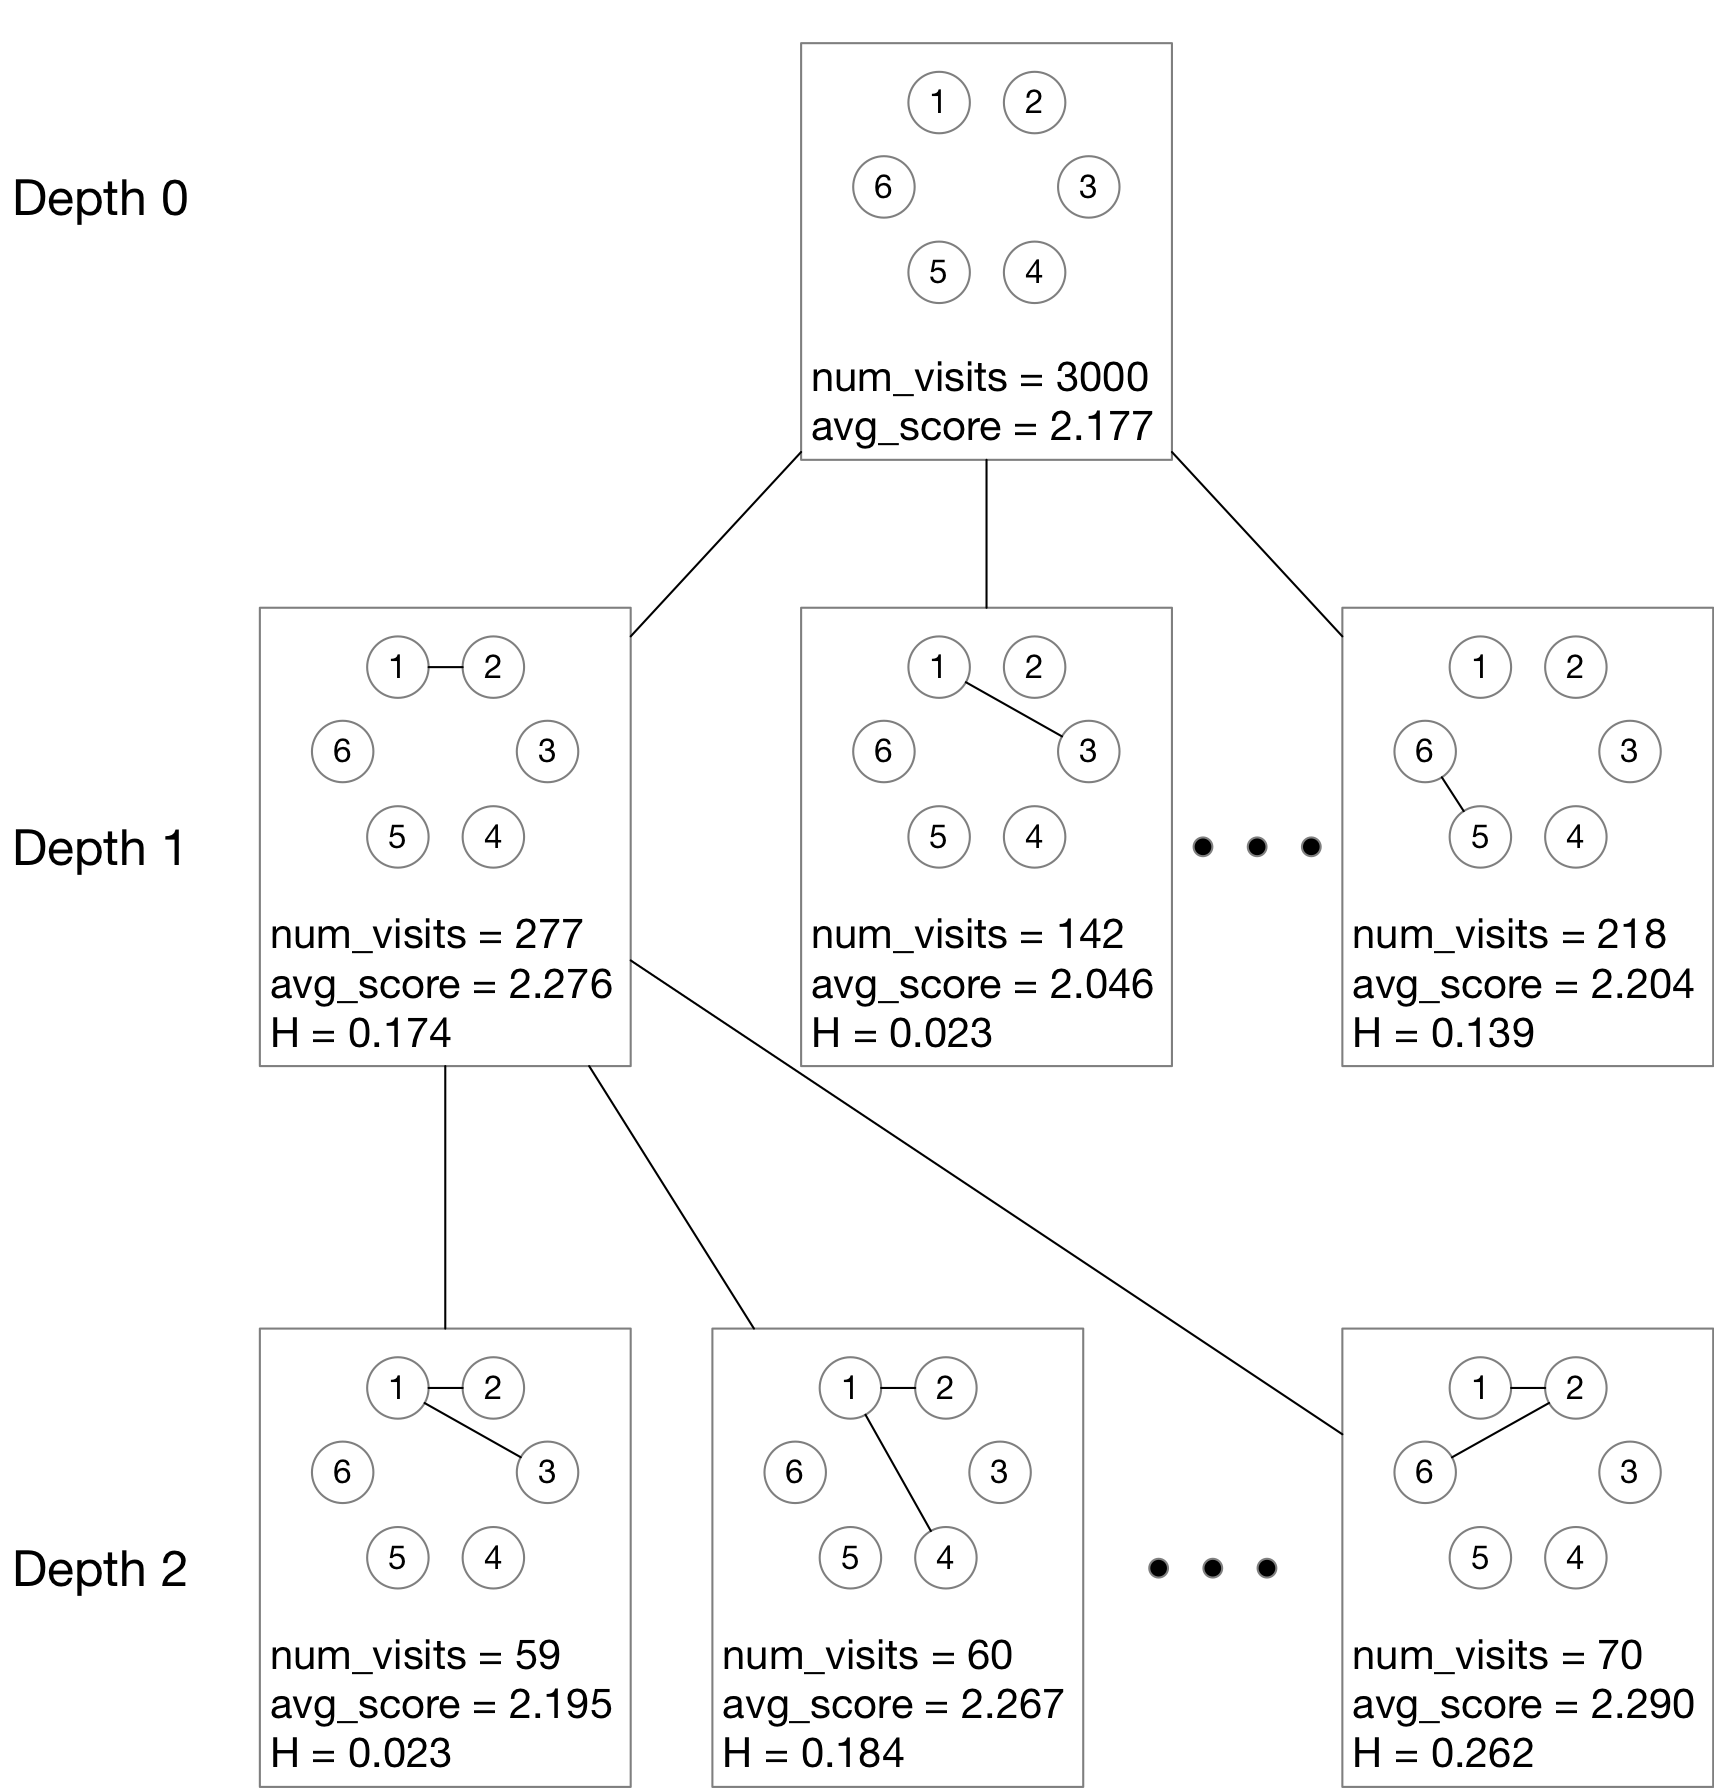 Depth 0
1 2
6 3
5 4
num_visits = 3000
avg_score = 2.177
Depth 1
1 2
6 3
5 4
num_visits = 277
avg_score = 2.276
H = 0.174
1 2
6 3
5 4
num_visits = 142
avg_score = 2.046
H = 0.023
1 2
6 3
5 4
num_visits = 218
avg_score = 2.204
H = 0.139
Depth 2
1 2
6 3
5 4
num_visits = 59
avg_score = 2.195
H = 0.023
1 2
6 3
5 4
num_visits = 60
avg_score = 2.267
H = 0.184
1 2
6 3
5 4
num_visits = 70
avg_score = 2.290
H = 0.262